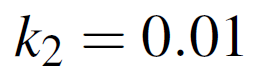 k₂ = 0.01